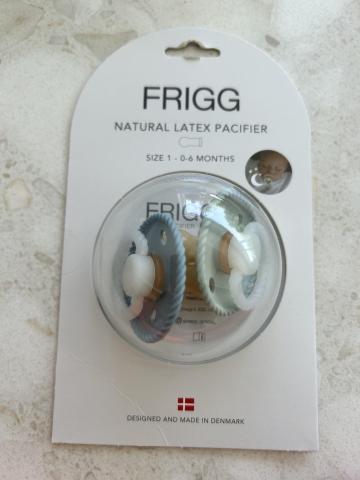 FRIGG
NATURAL LATEX PACIFIER
SIZE 1 - 0-6 MONTHS
FRIGG
DESIGNED AND MADE IN DENMARK